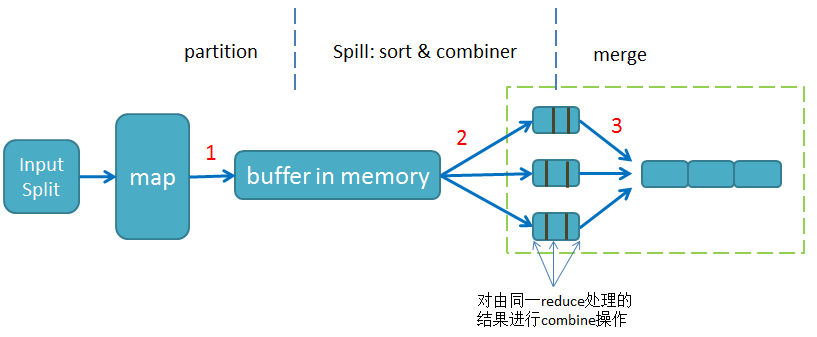 partition
Spill: sort & combiner
merge
1
2
3
Input
Split
map
buffer in memory
对由同一reduce处理的
结果进行combine操作